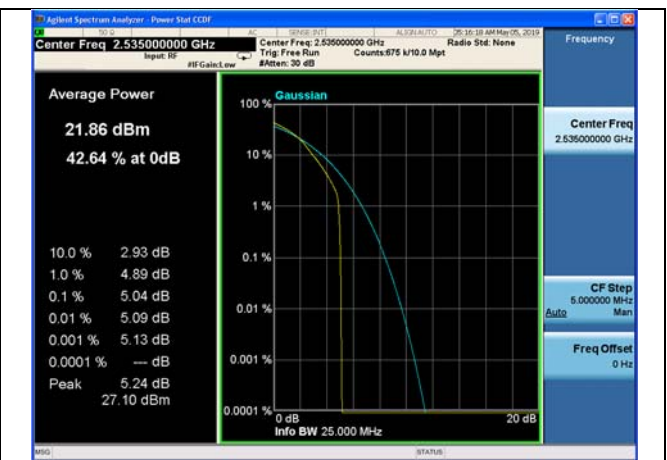 Agilent Spectrum Analyzer - Power Stat CCDF
50 Ω AC SENSE:INT ALIGN AUTO 05:16:18 AM May 05, 2019
Center Freq 2.535000000 GHz
Center Freq: 2.535000000 GHz Radio Std: None
Input: RF Trig: Free Run Counts:675 k/10.0 Mpt
#IFGain:Low #Atten: 30 dB
Frequency
Average Power
21.86 dBm
42.64 % at 0dB
10.0 % 2.93 dB
1.0 % 4.89 dB
0.1 % 5.04 dB
0.01 % 5.09 dB
0.001 % 5.13 dB
0.0001 % --- dB
Peak 5.24 dB
27.10 dBm
Gaussian
100 %
10 %
1 %
0.1 %
0.01 %
0.001 %
0.0001 %
0 dB 20 dB
Info BW 25.000 MHz
Center Freq
2.535000000 GHz
CF Step
5.000000 MHz
Auto Man
Freq Offset
0 Hz
MSG STATUS